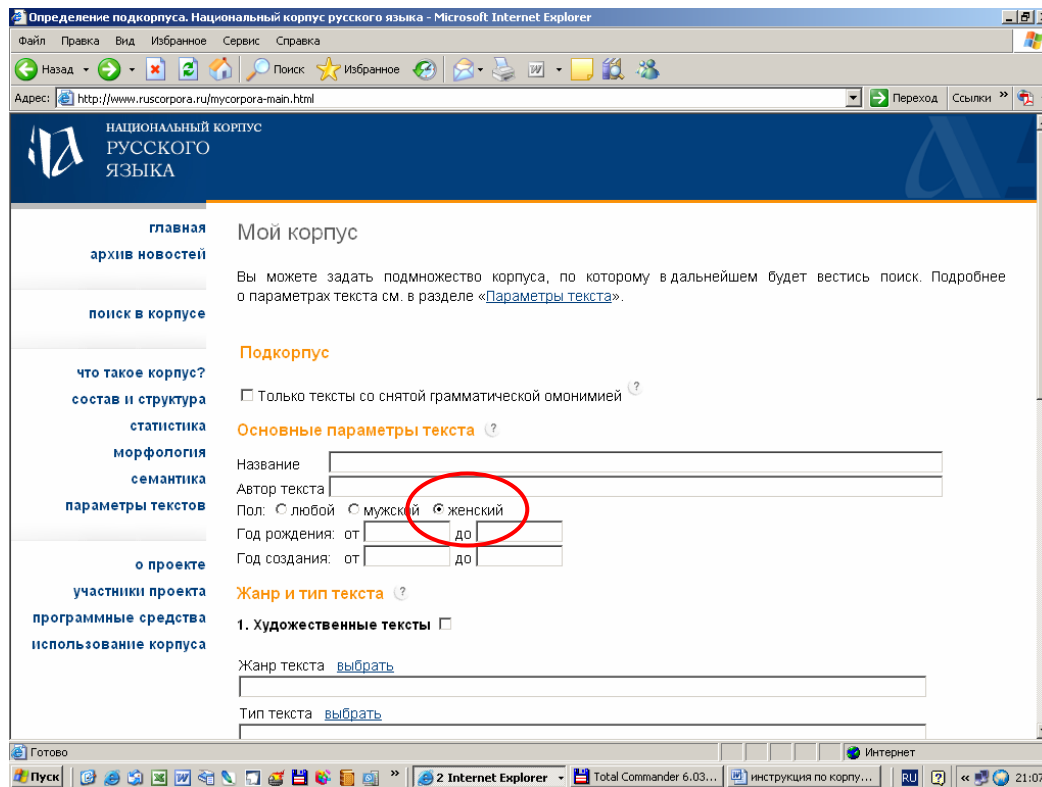 Определение подкорпуса. Национальный корпус русского языка - Microsoft Internet Explorer
Файл Правка Вид Избранное Сервис Справка
Назад Поиск Избранное
Адрес: http://www.ruscorpora.ru/mycorpora-main.html Переход Ссылки »
НАЦИОНАЛЬНЫЙ КОРПУС
РУССКОГО
ЯЗЫКА
главная
архив новостей
поиск в корпусе
что такое корпус?
состав и структура
статистика
морфология
семантика
параметры текстов
о проекте
участники проекта
программные средства
использование корпуса
Мой корпус
Вы можете задать подмножество корпуса, по которому в дальнейшем будет вестись поиск. Подробнее
о параметрах текста см. в разделе «Параметры текста».
Подкорпус
Только тексты со снятой грамматической омонимией ?
Основные параметры текста ?
Название
Автор текста
Пол: любой мужской женский
Год рождения: от до
Год создания: от до
Жанр и тип текста ?
1. Художественные тексты
Жанр текста выбрать
Тип текста выбрать
Готово Интернет
Пуск » 2 Internet Explorer Total Commander 6.03... инструкция по корпу... RU « 21:07